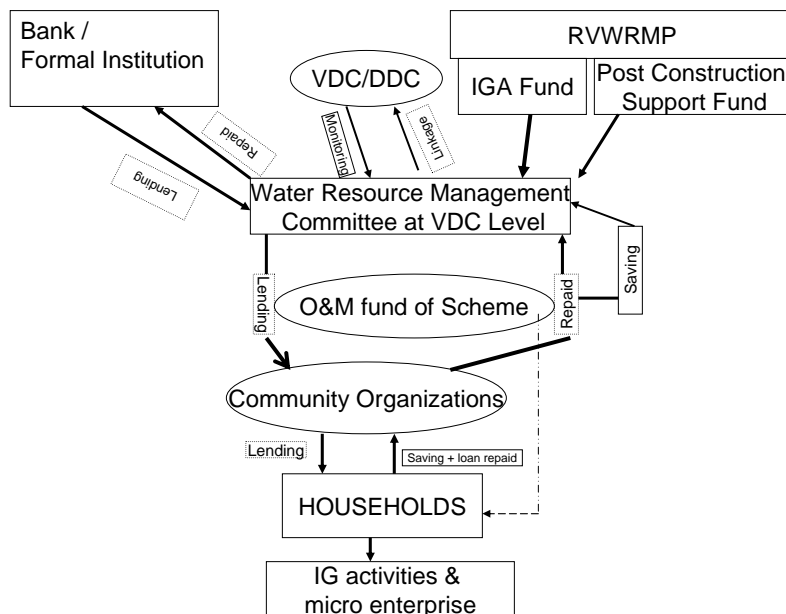 Bank /
Formal Institution
VDC/DDC
RVWRMP
IGA Fund
Post Construction
Support Fund
Monitoring
Linkage
Repaid
Lending
Water Resource Management
Committee at VDC Level
Lending
O&M fund of Scheme
Repaid
Saving
Community Organizations
Lending
Saving + loan repaid
HOUSEHOLDS
IG activities &
micro enterprise